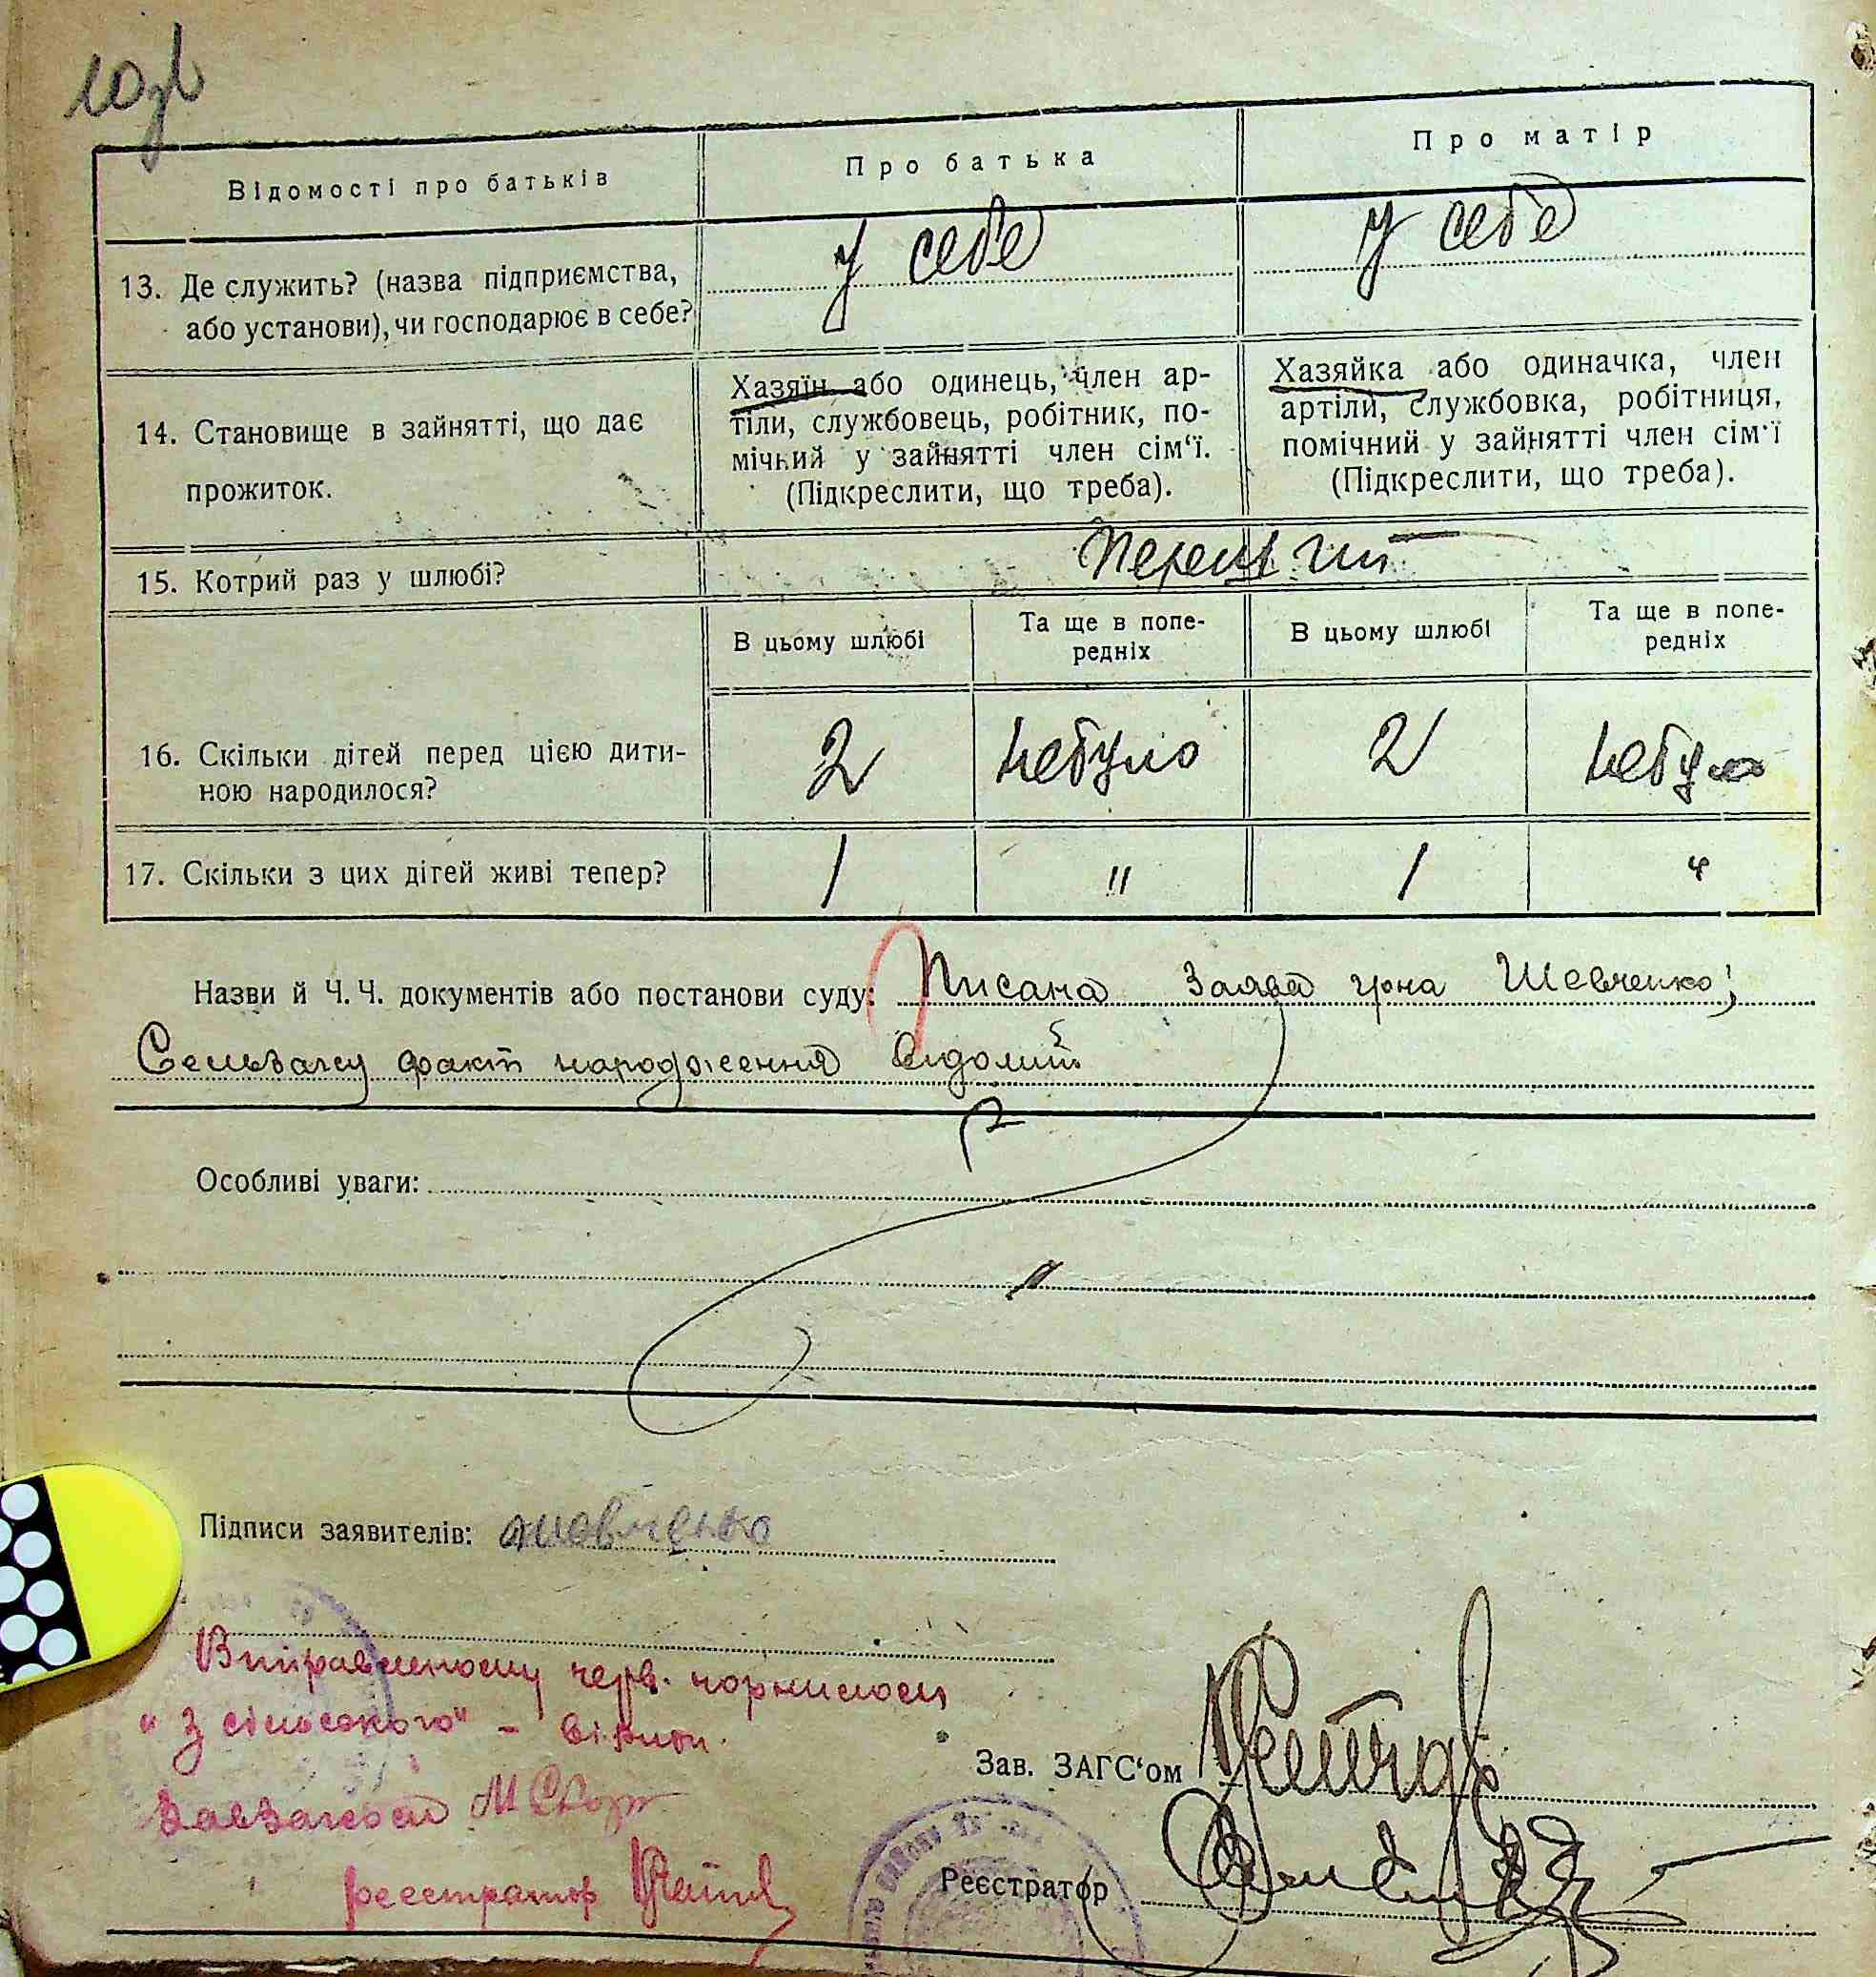 10зв
Відомості про батьків
Про батька
Про матір
13. Де служить? (назва підприємства,
або установи), чи господарює в себе?
у себе
у себе
14. Становище в зайнятті, що дає
прожиток.
Хазяїн або одинець, член ар-
тіли, службовець, робітник, по-
мічний у зайнятті член сім‘ї.
(Підкреслити, що треба).
Хазяйка або одиначка, член
артіли, службовка, робітниця,
помічний у зайнятті член сім‘ї
(Підкреслити, що треба).
15. Котрий раз у шлюбі?
В цьому шлюбі
Та ще в попе-
редніх
В цьому шлюбі
Та ще в попе-
редніх
16. Скільки дітей перед цією дити-
ною народилося?
2
небуло
2
небуло
17. Скільки з цих дітей живі тепер?
1
"
1
"
Назви й Ч. Ч. документів або постанови суду: Писана Заява гр-на Шевченко;
факт народження відомий
Особливі уваги:
Підписи заявителів: Шевченко
Виправленому черв. чорнилом
"З сільського" - вірити.
Завзагсом
реєстратор
Зав. ЗАГС‘ом
Реєстратор